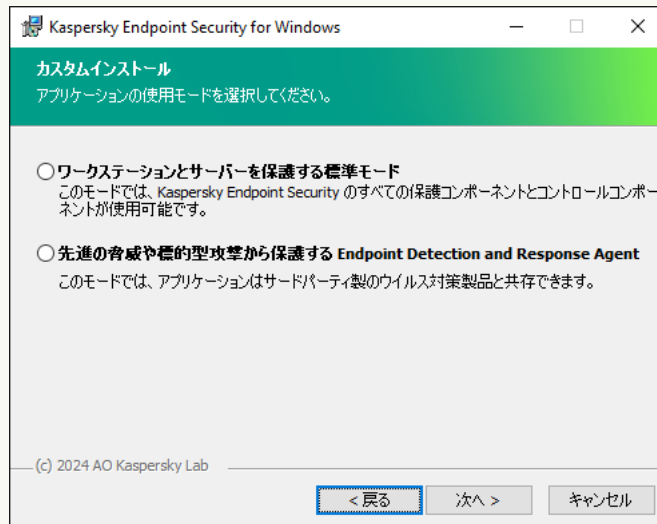 Kaspersky Endpoint Security for Windows
カスタムインストール
アプリケーションの使用モードを選択してください。
ワークステーションとサーバーを保護する標準モード
このモードでは、Kaspersky Endpoint Security のすべての保護コンポーネントとコントロールコンポー
ネントが使用可能です。
先進の脅威や標的型攻撃から保護する Endpoint Detection and Response Agent
このモードでは、アプリケーションはサードパーティ製のウイルス対策製品と共存できます。
(c) 2024 AO Kaspersky Lab
< 戻る 次へ > キャンセル